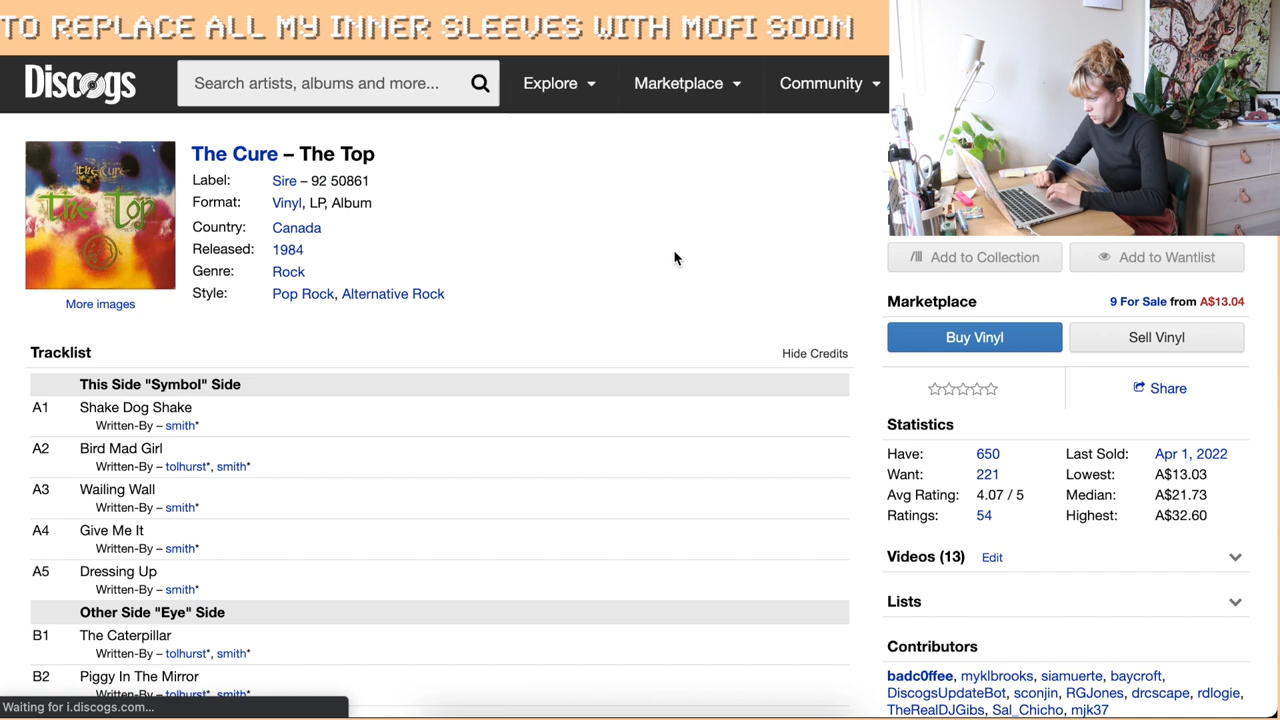 TO REPLACE ALL MY INNER SLEEVES WITH MOFI SOON
Discogs
Search artists, albums and more...
Explore
Marketplace
Community
the CURE
the Top
More images
The Cure – The Top
Label: Sire – 92 50861
Format: Vinyl, LP, Album
Country: Canada
Released: 1984
Genre: Rock
Style: Pop Rock, Alternative Rock
Tracklist
Hide Credits
This Side "Symbol" Side
A1 Shake Dog Shake
Written-By – smith*
A2 Bird Mad Girl
Written-By – tolhurst*, smith*
A3 Wailing Wall
Written-By – smith*
A4 Give Me It
Written-By – smith*
A5 Dressing Up
Written-By – smith*
Other Side "Eye" Side
B1 The Caterpillar
Written-By – tolhurst*, smith*
B2 Piggy In The Mirror
Written-By – tolhurst*, smith*
Waiting for i.discogs.com...
Add to Collection
Add to Wantlist
Marketplace
9 For Sale from A$13.04
Buy Vinyl
Sell Vinyl
Share
Statistics
Have: 650 Last Sold: Apr 1, 2022
Want: 221 Lowest: A$13.03
Avg Rating: 4.07 / 5 Median: A$21.73
Ratings: 54 Highest: A$32.60
Videos (13) Edit
Lists
Contributors
badc0ffee, myklbrooks, siamuerte, baycroft,
DiscogsUpdateBot, sconjin, RGJones, drcscape, rdlogie,
TheRealDJGibs, Sal_Chicho, mjk37